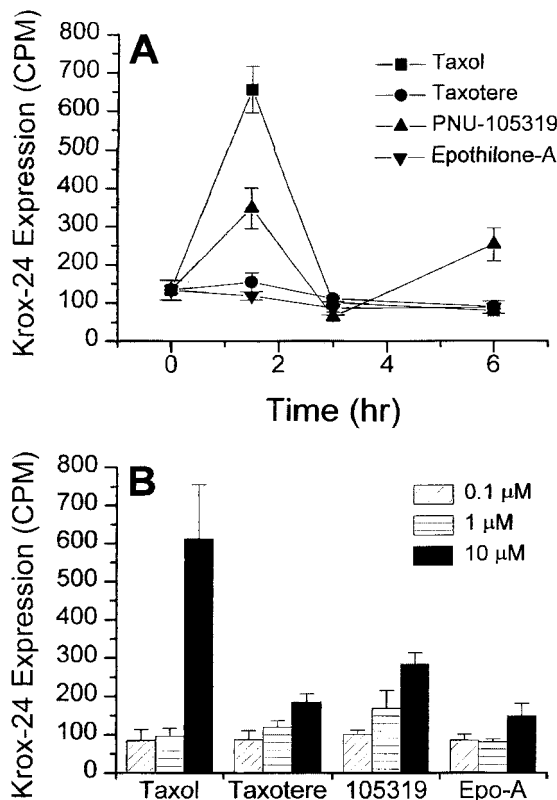 A
Krox-24 Expression (CPM)
800
700
600
500
400
300
200
100
0
Taxol
Taxotere
PNU-105319
Epothilone-A
0
2
4
6
Time (hr)
B
Krox-24 Expression (CPM)
800
700
600
500
400
300
200
100
0
0.1 μM
1 μM
10 μM
Taxol Taxotere 105319 Epo-A